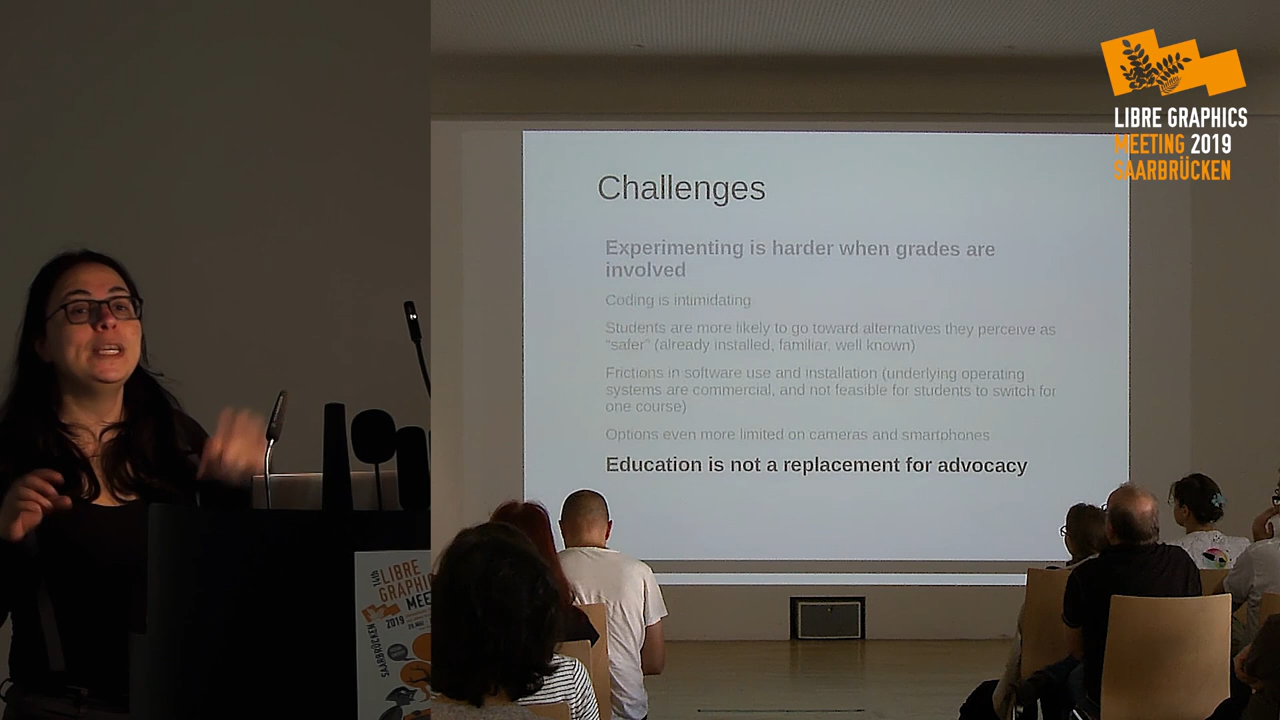 LIBRE GRAPHICS
MEETING 2019
SAARBRÜCKEN
Challenges
Experimenting is harder when grades are
involved
Coding is intimidating
Students are more likely to go toward alternatives they perceive as
“safer” (already installed, familiar, well known)
Frictions in software use and installation (underlying operating
systems are commercial, and not feasible for students to switch for
one course)
Options even more limited on cameras and smartphones
Education is not a replacement for advocacy
14th
LIBRE
2019
SAARBRÜCKEN